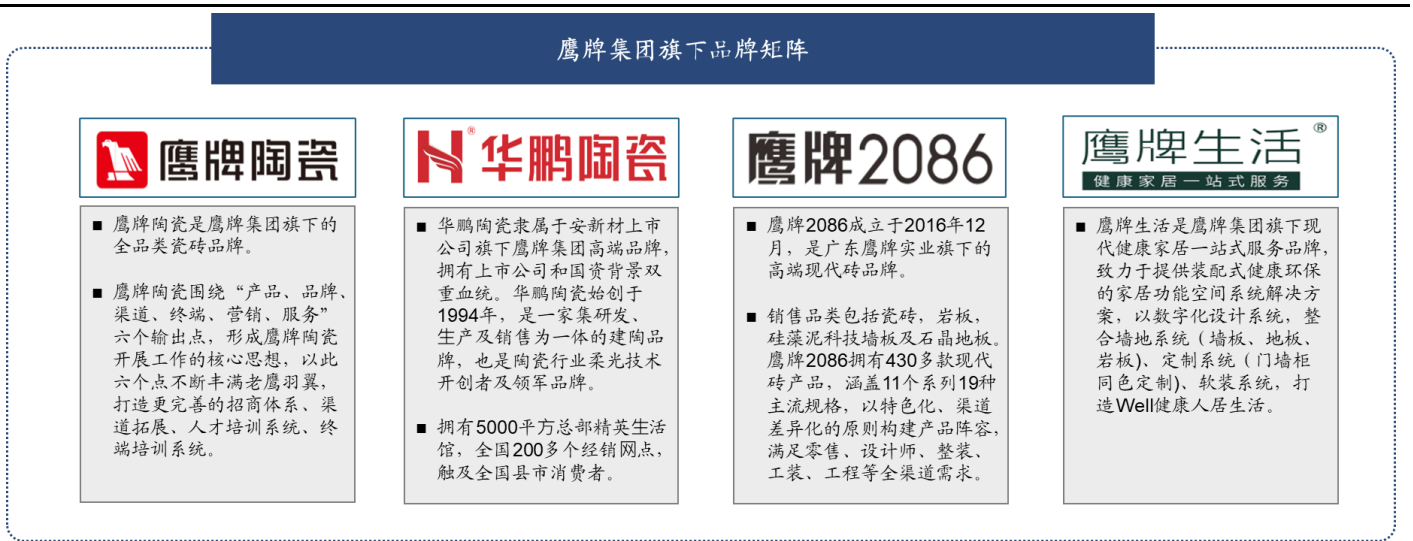 鹰牌集团旗下品牌矩阵
鹰牌陶瓷
■ 鹰牌陶瓷是鹰牌集团旗下的
全品类瓷砖品牌。
■ 鹰牌陶瓷围绕“产品、品牌、
渠道、终端、营销、服务”
六个输出点，形成鹰牌陶瓷
开展工作的核心思想，以此
六个点不断丰满老鹰羽翼，
打造更完善的招商体系、渠
道拓展、人才培训系统、终
端培训系统。
华鹏陶瓷®
■ 华鹏陶瓷隶属于安新材上市
公司旗下鹰牌集团高端品牌，
拥有上市公司和国资背景双
重血统。华鹏陶瓷始创于
1994年，是一家集研发、
生产及销售为一体的建陶品
牌，也是陶瓷行业柔光技术
开创者及领军品牌。
■ 拥有5000平方总部精英生活
馆，全国200多个经销网点，
触及全国县市消费者。
鹰牌2086
■ 鹰牌2086成立于2016年12
月，是广东鹰牌实业旗下的
高端现代砖品牌。
■ 销售品类包括瓷砖，岩板，
硅藻泥科技墙板及石晶地板。
鹰牌2086拥有430多款现代
砖产品，涵盖11个系列19种
主流规格，以特色化、渠道
差异化的原则构建产品阵容，
满足零售、设计师、整装、
工装、工程等全渠道需求。
鹰牌生活®
健康家居一站式服务
■ 鹰牌生活是鹰牌集团旗下现
代健康家居一站式服务品牌，
致力于提供装配式健康环保
的家居功能空间系统解决方
案，以数字化设计系统，整
合墙地系统（墙板、地板、
岩板)、定制系统（门墙柜
同色定制)、软装系统，打
造Well健康人居生活。